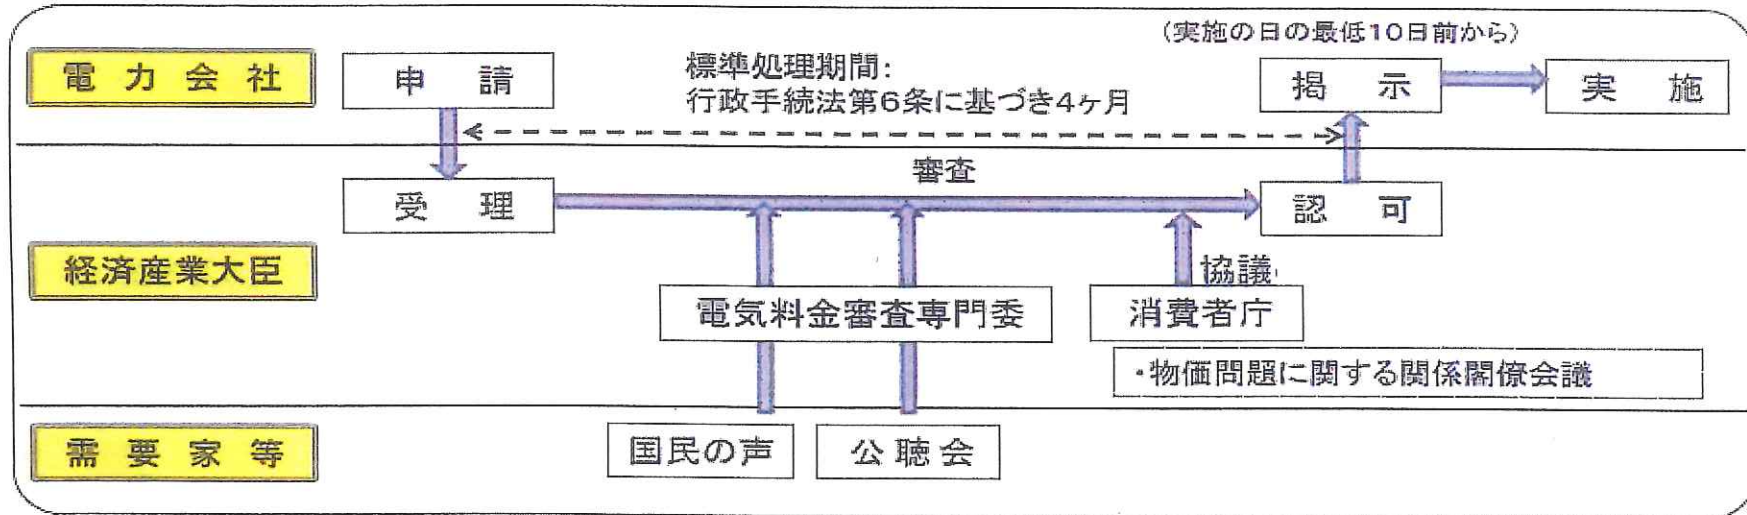 (実施の日の最低10日前から)
電力会社
申請
標準処理期間:
行政手続法第6条に基づき4ヶ月
掲示
実施
審査
受理
認可
経済産業大臣
協議
電気料金審査専門委
消費者庁
・物価問題に関する関係閣僚会議
需要家等
国民の声
公聴会